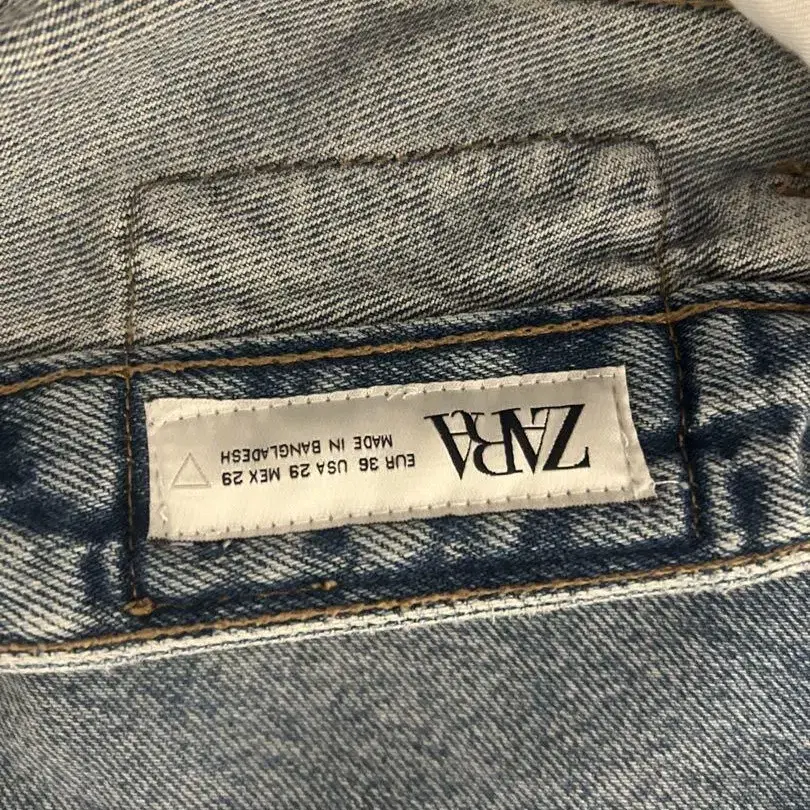 ZARA
EUR 36 USA 29 MEX 29
MADE IN BANGLADESH